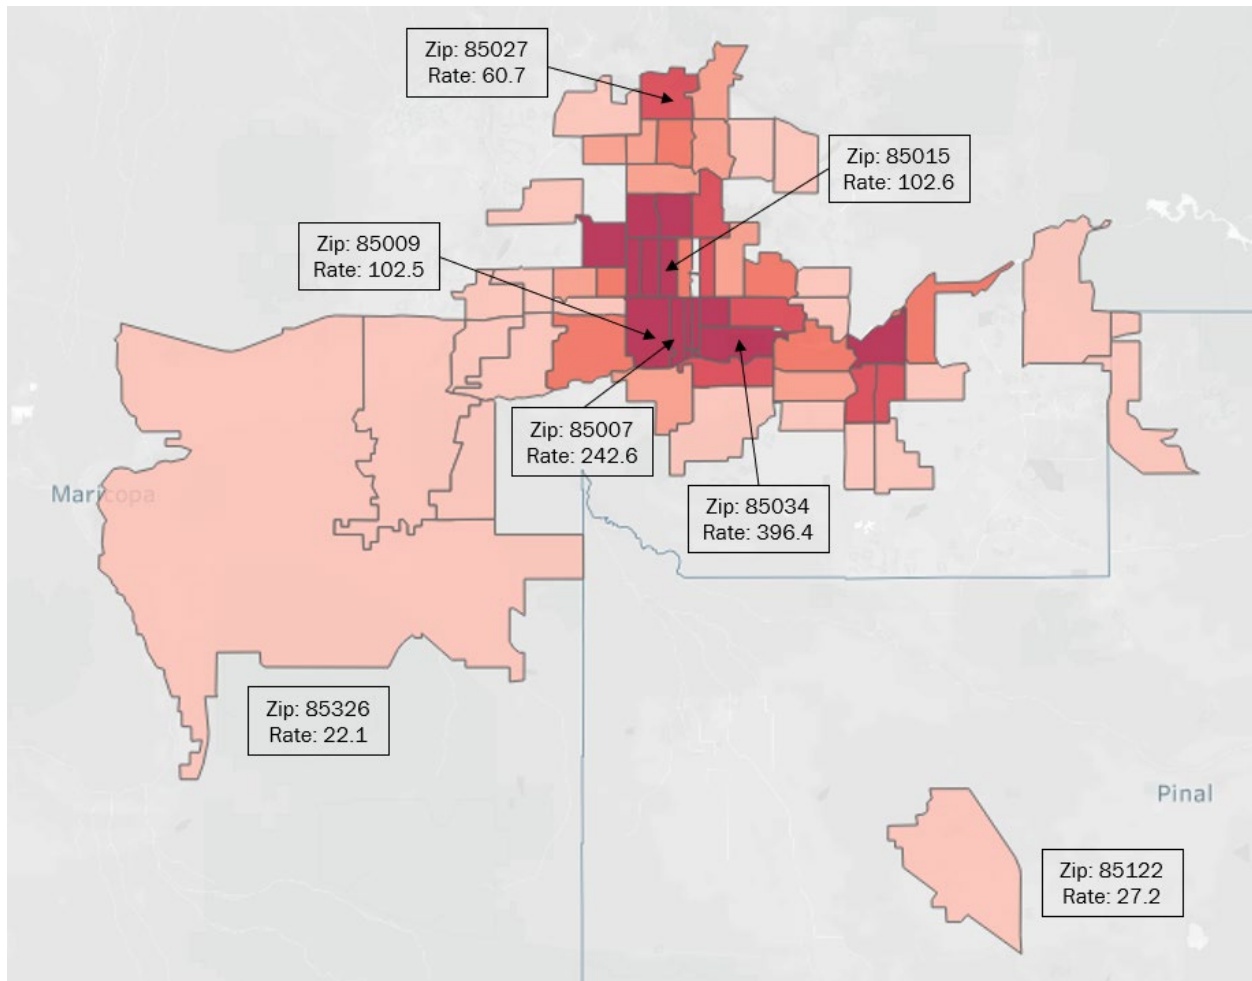 Zip: 85027
Rate: 60.7
Zip: 85015
Rate: 102.6
Zip: 85009
Rate: 102.5
Zip: 85007
Rate: 242.6
Maricopa
Zip: 85034
Rate: 396.4
Zip: 85326
Rate: 22.1
Pinal
Zip: 85122
Rate: 27.2